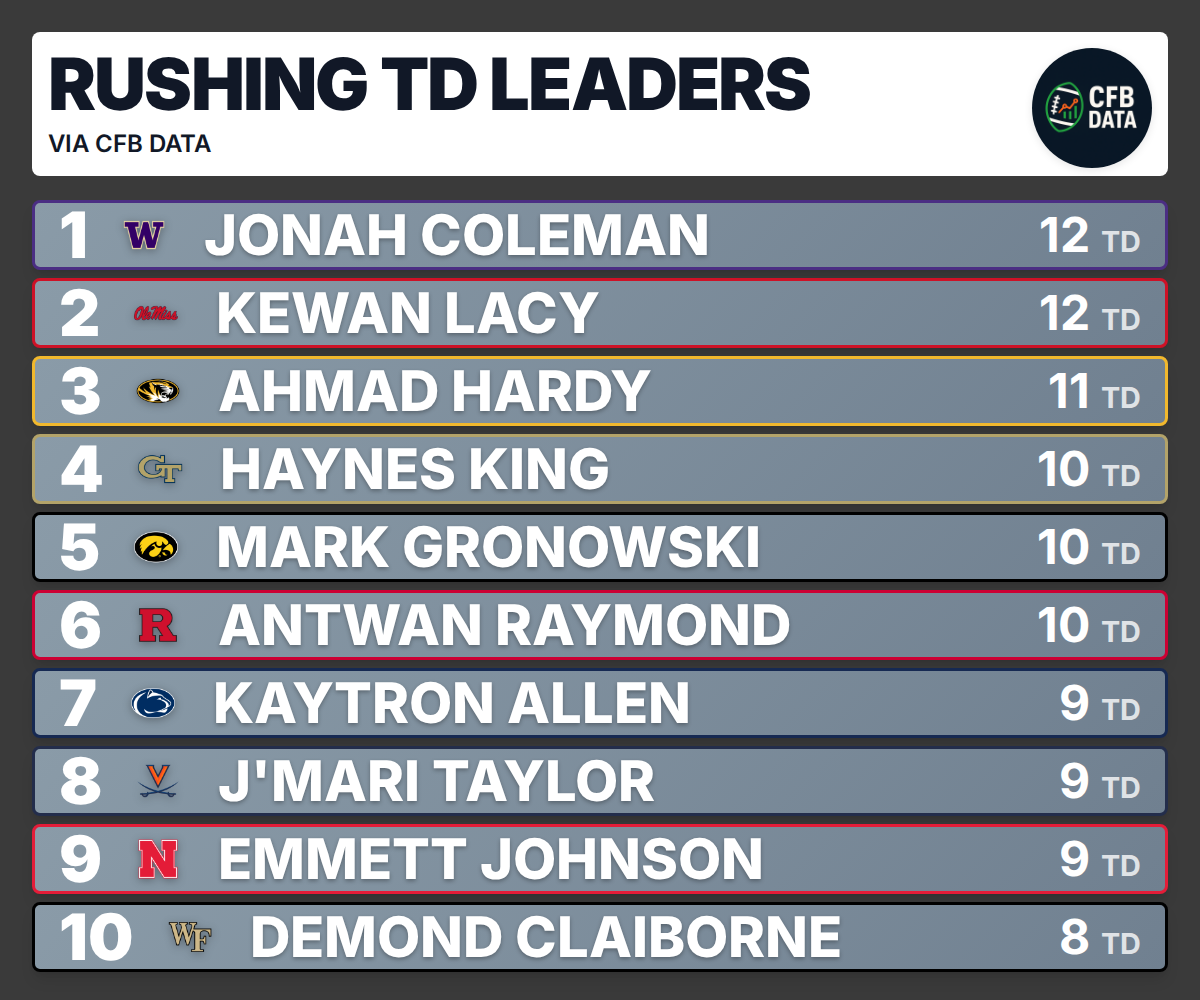 RUSHING TD LEADERS
VIA CFB DATA
CFB
DATA
1 W JONAH COLEMAN 12 TD
2 Ole Miss KEWAN LACY 12 TD
3 AHMAD HARDY 11 TD
4 GT HAYNES KING 10 TD
5 MARK GRONOWSKI 10 TD
6 R ANTWAN RAYMOND 10 TD
7 KAYTRON ALLEN 9 TD
8 V J'MARI TAYLOR 9 TD
9 N EMMETT JOHNSON 9 TD
10 WF DEMOND CLAIBORNE 8 TD